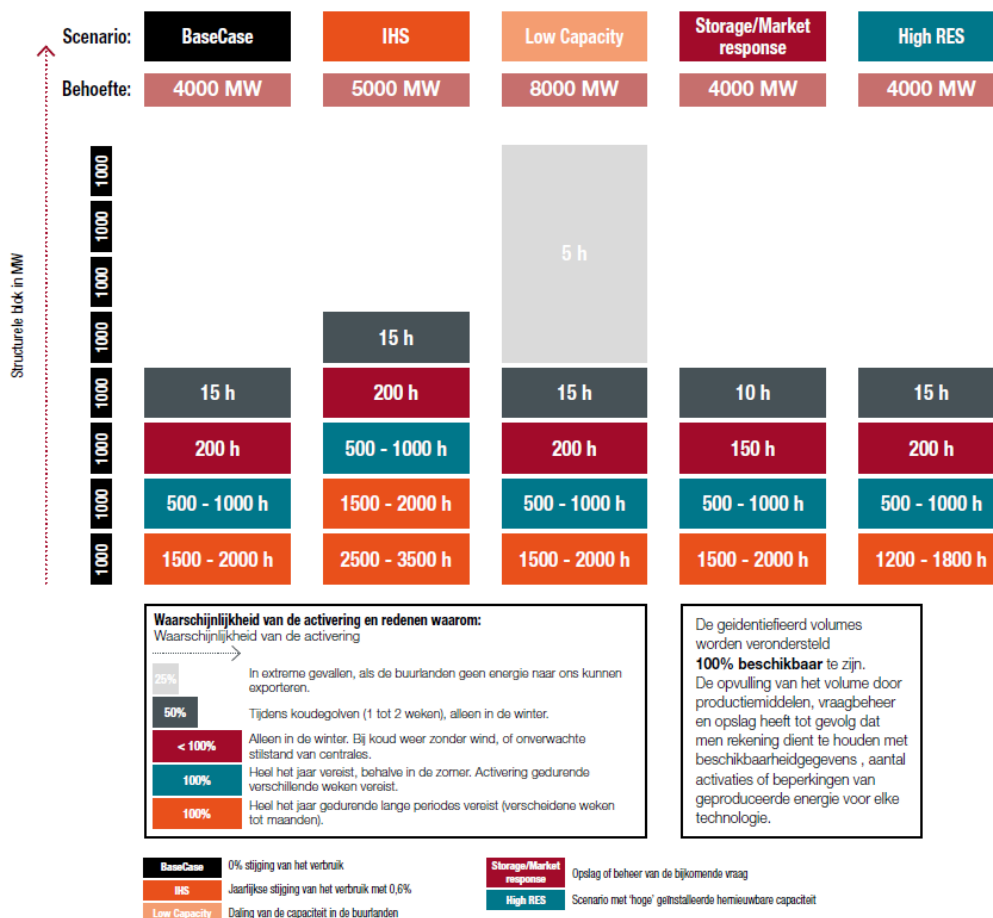 Scenario: BaseCase IHS Low Capacity Storage/Market response High RES
Behoefte: 4000 MW 5000 MW 8000 MW 4000 MW 4000 MW
Structurele blok in MW
1000
1000 5 h
1000
1000 15 h
1000 15 h 200 h 15 h 10 h 15 h
1000 200 h 500 - 1000 h 200 h 150 h 200 h
1000 500 - 1000 h 1500 - 2000 h 500 - 1000 h 500 - 1000 h 500 - 1000 h
1000 1500 - 2000 h 2500 - 3500 h 1500 - 2000 h 1500 - 2000 h 1200 - 1800 h
Waarschijnlijkheid van de activering en redenen waarom:
Waarschijnlijkheid van de activering
25% In extreme gevallen, als de buurlanden geen energie naar ons kunnen
exporteren.
50% Tijdens koudegolven (1 tot 2 weken), alleen in de winter.
< 100% Alleen in de winter. Bij koud weer zonder wind, of onverwachte
stilstand van centrales.
100% Heel het jaar vereist, behalve in de zomer. Activering gedurende
verschillende weken vereist.
100% Heel het jaar gedurende lange periodes vereist (verscheidene weken
tot maanden).
De geidentifieerd volumes
worden verondersteld
100% beschikbaar te zijn.
De opvulling van het volume door
productiemiddelen, vraagbeheer
en opslag heeft tot gevolg dat
men rekening dient te houden met
beschikbaarheidgegevens , aantal
activaties of beperkingen van
geproduceerde energie voor elke
technologie.
BaseCase 0% stijging van het verbruik
IHS Jaarlijkse stijging van het verbruik met 0,6%
Low Capacity Daling van de capaciteit in de buurlanden
Storage/Market
response Opslag of beheer van de bijkomende vraag
High RES Scenario met 'hoge' geïnstalleerde hernieuwbare capaciteit